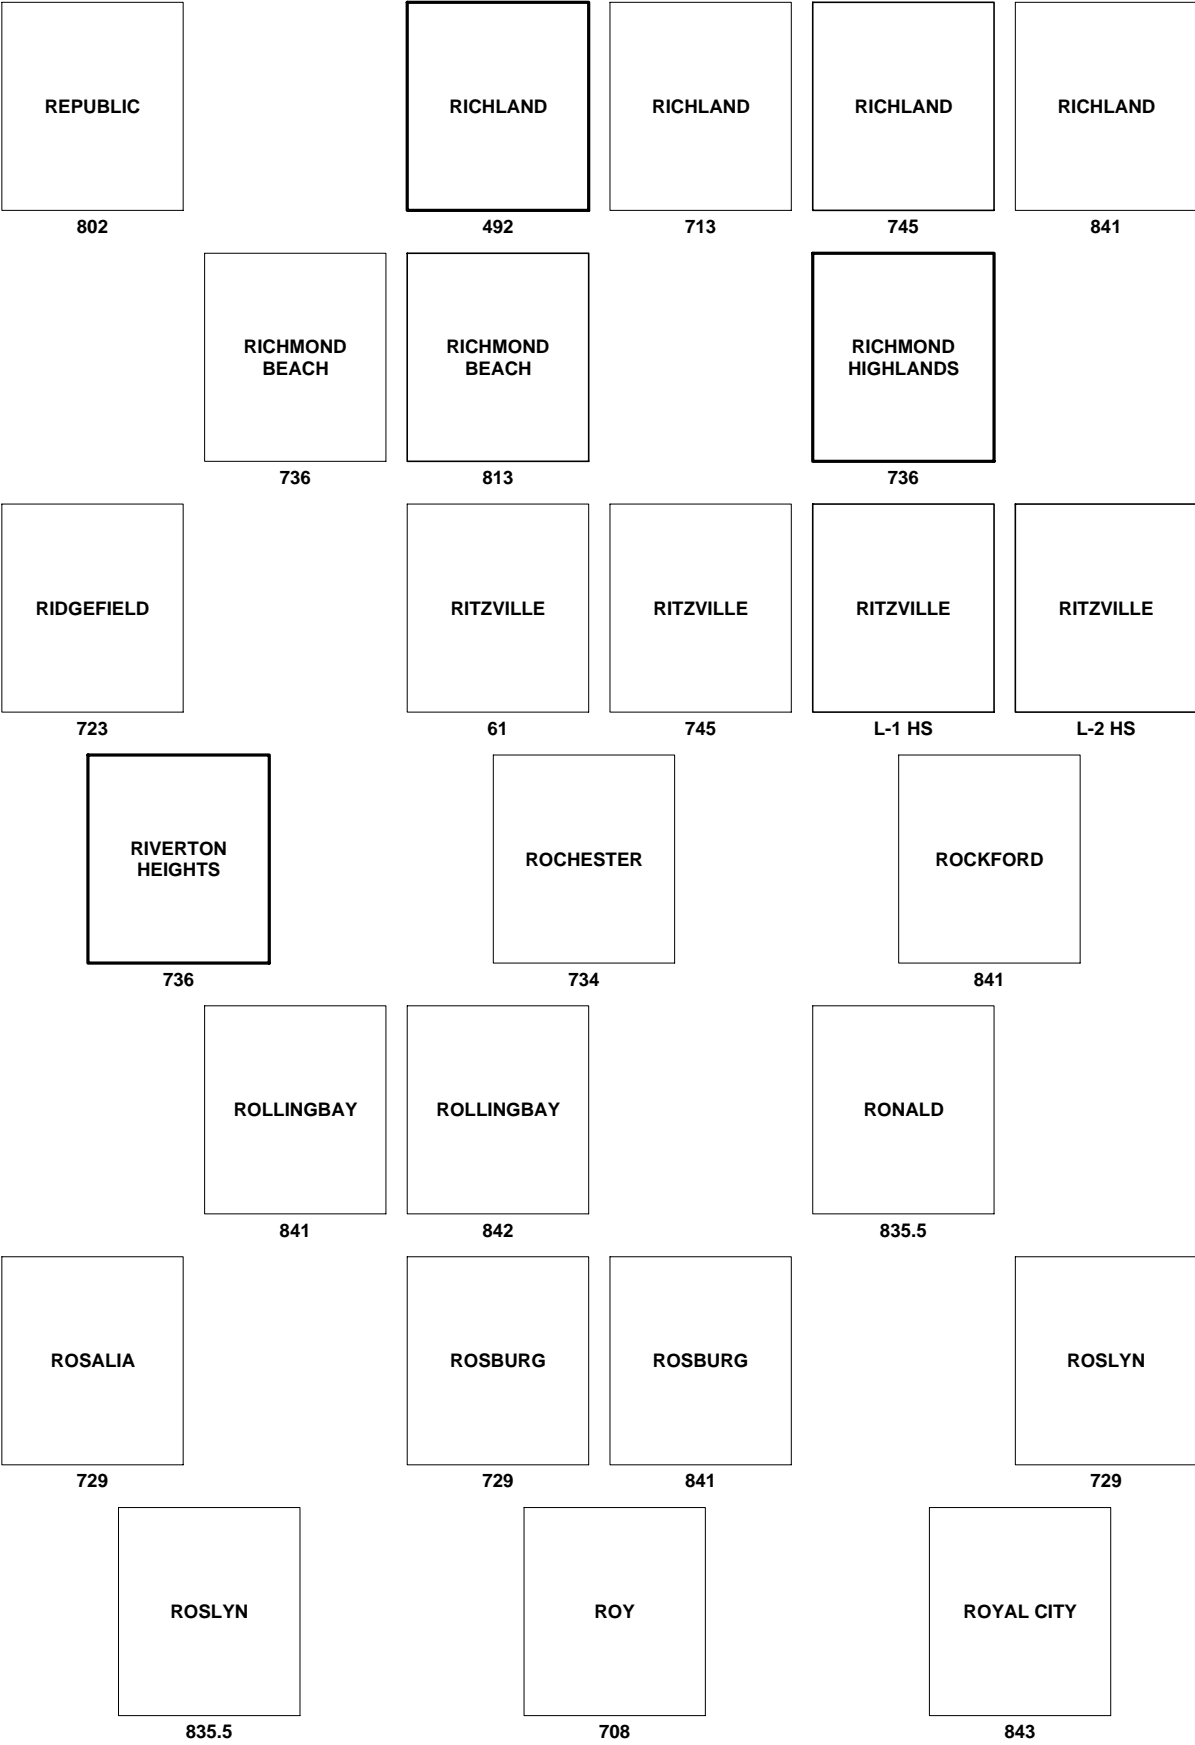 REPUBLIC
802
RICHLAND
492
RICHLAND
713
RICHLAND
745
RICHLAND
841
RICHMOND
BEACH
736
RICHMOND
BEACH
813
RICHMOND
HIGHLANDS
736
RIDGEFIELD
723
RITZVILLE
61
RITZVILLE
745
RITZVILLE
L-1 HS
RITZVILLE
L-2 HS
RIVERTON
HEIGHTS
736
ROCHESTER
734
ROCKFORD
841
ROLLINGBAY
841
ROLLINGBAY
842
RONALD
835.5
ROSALIA
729
ROSBURG
729
ROSBURG
841
ROSLYN
729
ROSLYN
835.5
ROY
708
ROYAL CITY
843